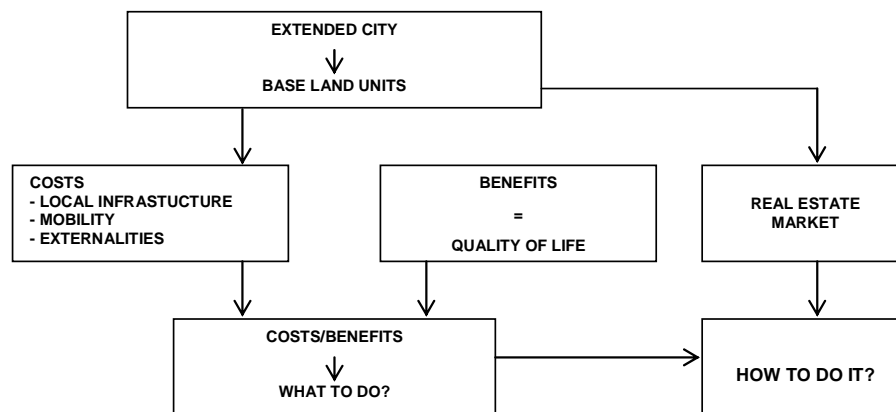 EXTENDED CITY
BASE LAND UNITS
COSTS
- LOCAL INFRASTUCTURE
- MOBILITY
- EXTERNALITIES
BENEFITS
=
QUALITY OF LIFE
REAL ESTATE
MARKET
COSTS/BENEFITS
WHAT TO DO?
HOW TO DO IT?